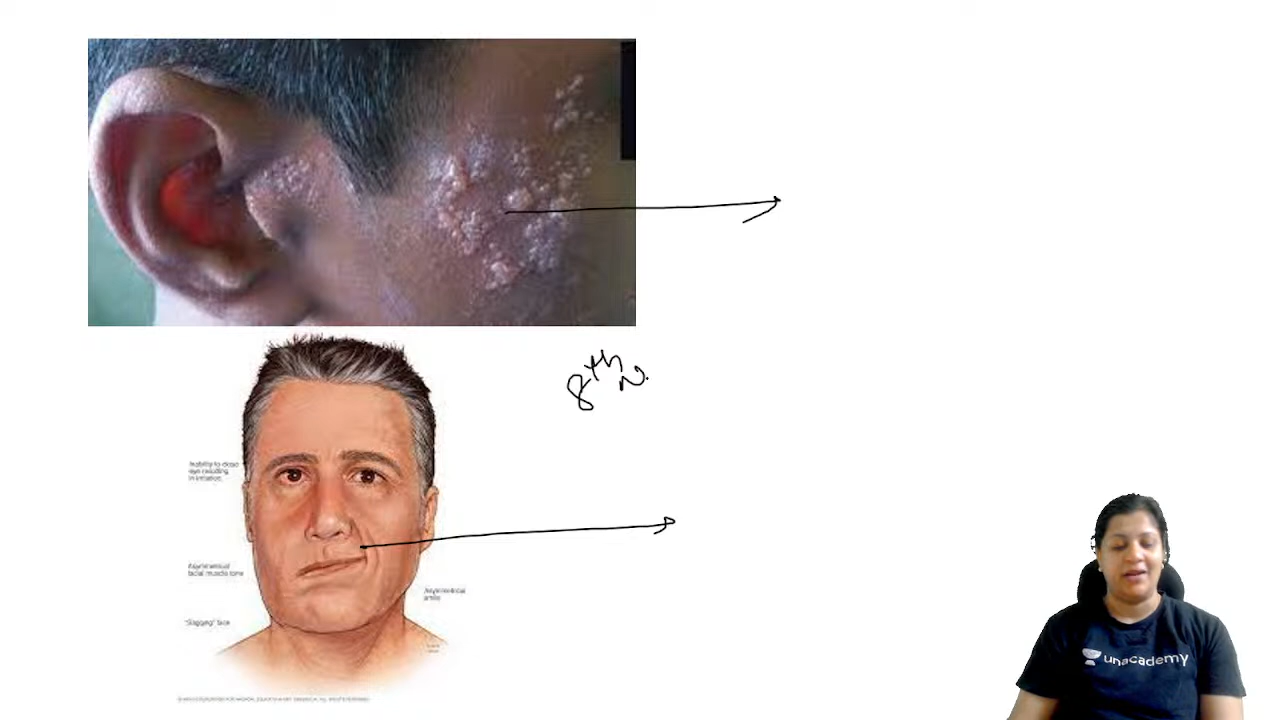 8th
N.
Inability to close
eye resulting
in irritation.
Asymmetrical
facial muscle tone
Asymmetrical
smile
"Sagging" face
unacademy